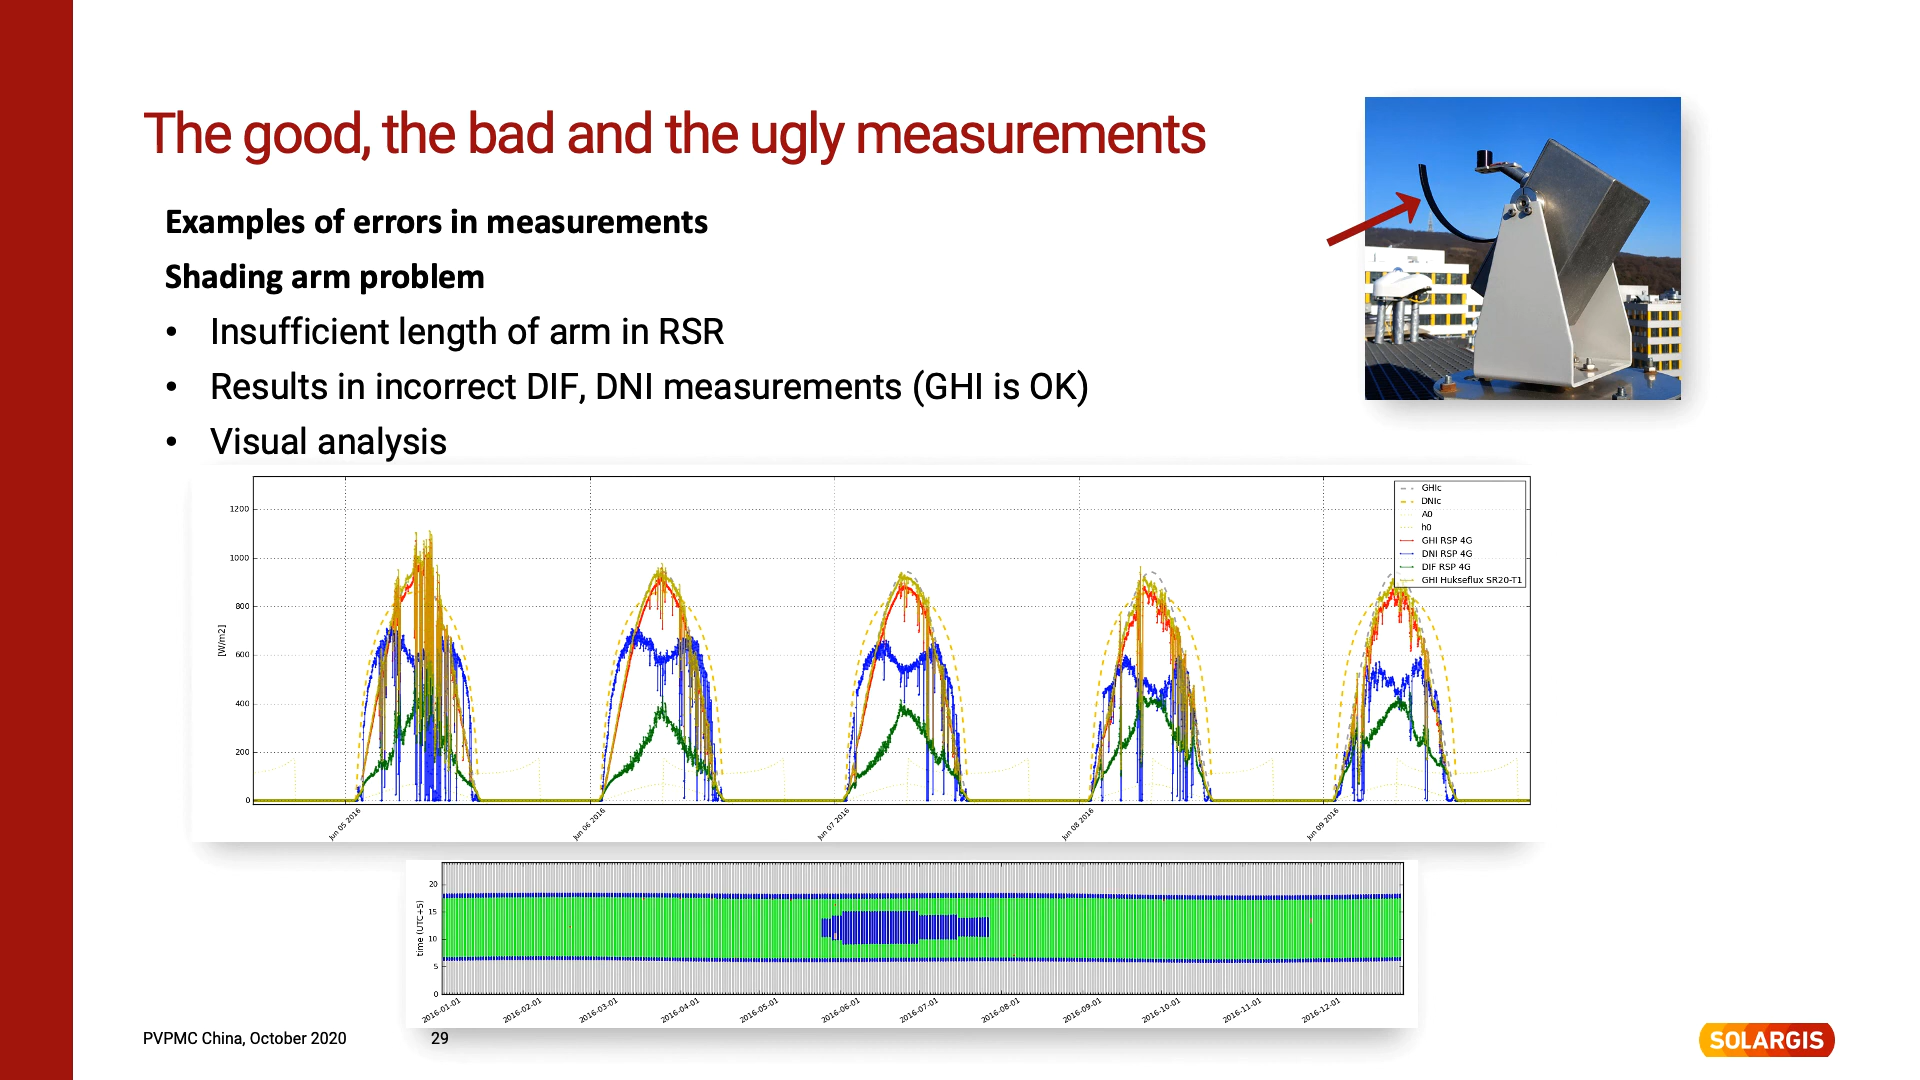 The good, the bad and the ugly measurements
Examples of errors in measurements
Shading arm problem
• Insufficient length of arm in RSR
• Results in incorrect DIF, DNI measurements (GHI is OK)
• Visual analysis
[W/m2]
1200
1000
800
600
400
200
0
GHIc
DNIc
A0
h0
GHI RSP 4G
DNI RSP 4G
DIF RSP 4G
GHI Hukseflux SR20-T1
Jun 05 2016
Jun 06 2016
Jun 07 2016
Jun 08 2016
Jun 09 2016
time (UTC+5)
20
15
10
5
0
2016-01-01
2016-02-01
2016-03-01
2016-04-01
2016-05-01
2016-06-01
2016-07-01
2016-08-01
2016-09-01
2016-10-01
2016-11-01
2016-12-01
PVPMC China, October 2020
29
SOLARGIS